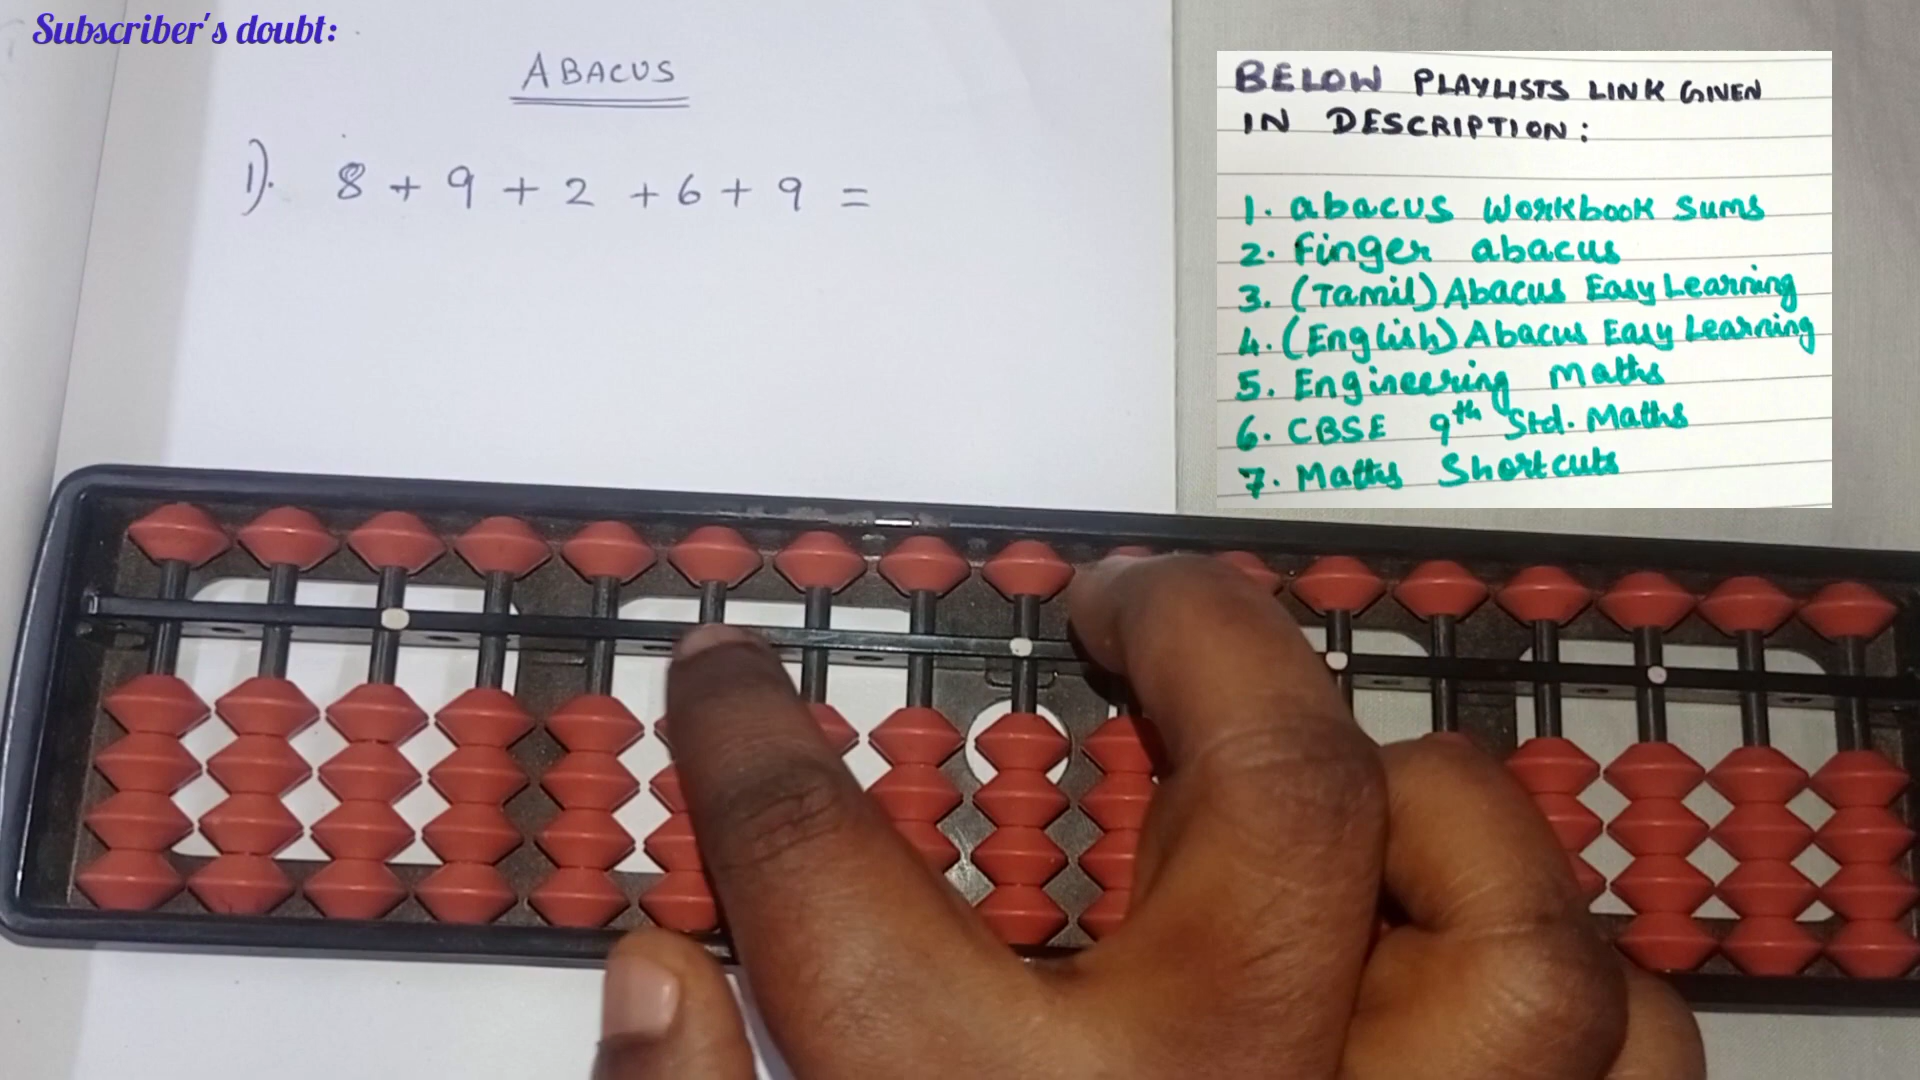 Subscriber's doubt:
ABACUS
1). 8 + 9 + 2 + 6 + 9 =
BELOW PLAYLISTS LINK GIVEN
IN DESCRIPTION:
1. abacus Workbook Sums
2. Finger abacus
3. (Tamil) Abacus Easy Learning
4. (English) Abacus Easy Learning
5. Engineering Maths
6. CBSE 9th Std. Maths
7. Maths Shortcuts